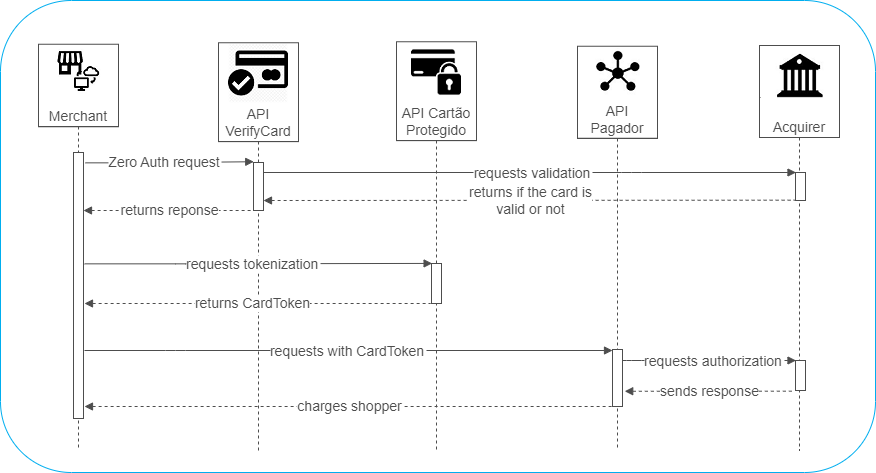 Merchant
API
VerifyCard
API Cartão
Protegido
API
Pagador
Acquirer
Zero Auth request
requests validation
returns if the card is
valid or not
returns reponse
requests tokenization
returns CardToken
requests with CardToken
requests authorization
sends response
charges shopper